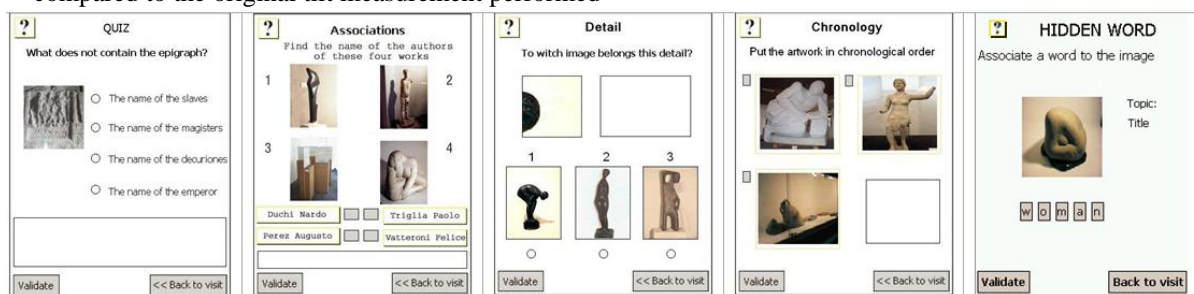 compared to the original tilt measurement performed
?
QUIZ
What does not contain the epigraph?
The name of the slaves
The name of the magisters
The name of the decuriones
The name of the emperor
Validate
<< Back to visit
?
Associations
Find the name of the authors
of these four works
1
2
3
4
Duchi Nardo
Triglia Paolo
Perez Augusto
Vatteroni Felice
Validate
<< Back to visit
?
Detail
To witch image belongs this detail?
1 2 3
Validate
<< Back to visit
?
Chronology
Put the artwork in chronological order
Validate
<< Back to visit
?
HIDDEN WORD
Associate a word to the image
Topic:
Title
w o m a n
Validate
Back to visit